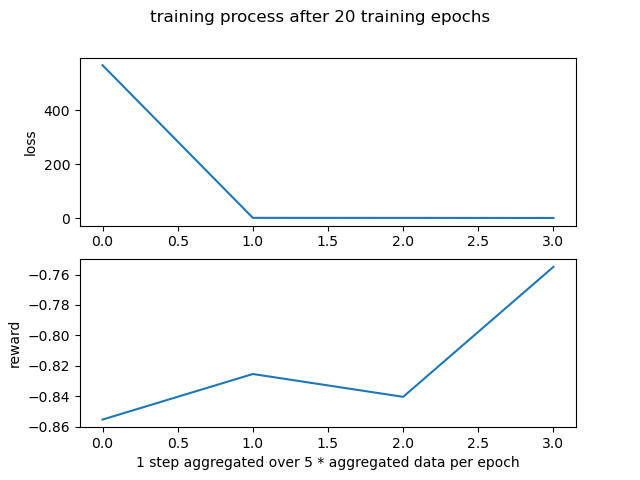 training process after 20 training epochs
400
200
0
loss
0.0 0.5 1.0 1.5 2.0 2.5 3.0
−0.76
−0.78
−0.80
−0.82
−0.84
−0.86
reward
0.0 0.5 1.0 1.5 2.0 2.5 3.0
1 step aggregated over 5 * aggregated data per epoch